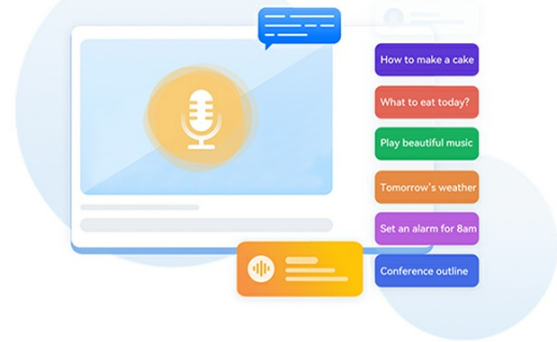 How to make a cake
What to eat today?
Play beautiful music
Tomorrow's weather
Set an alarm for 8am
Conference outline